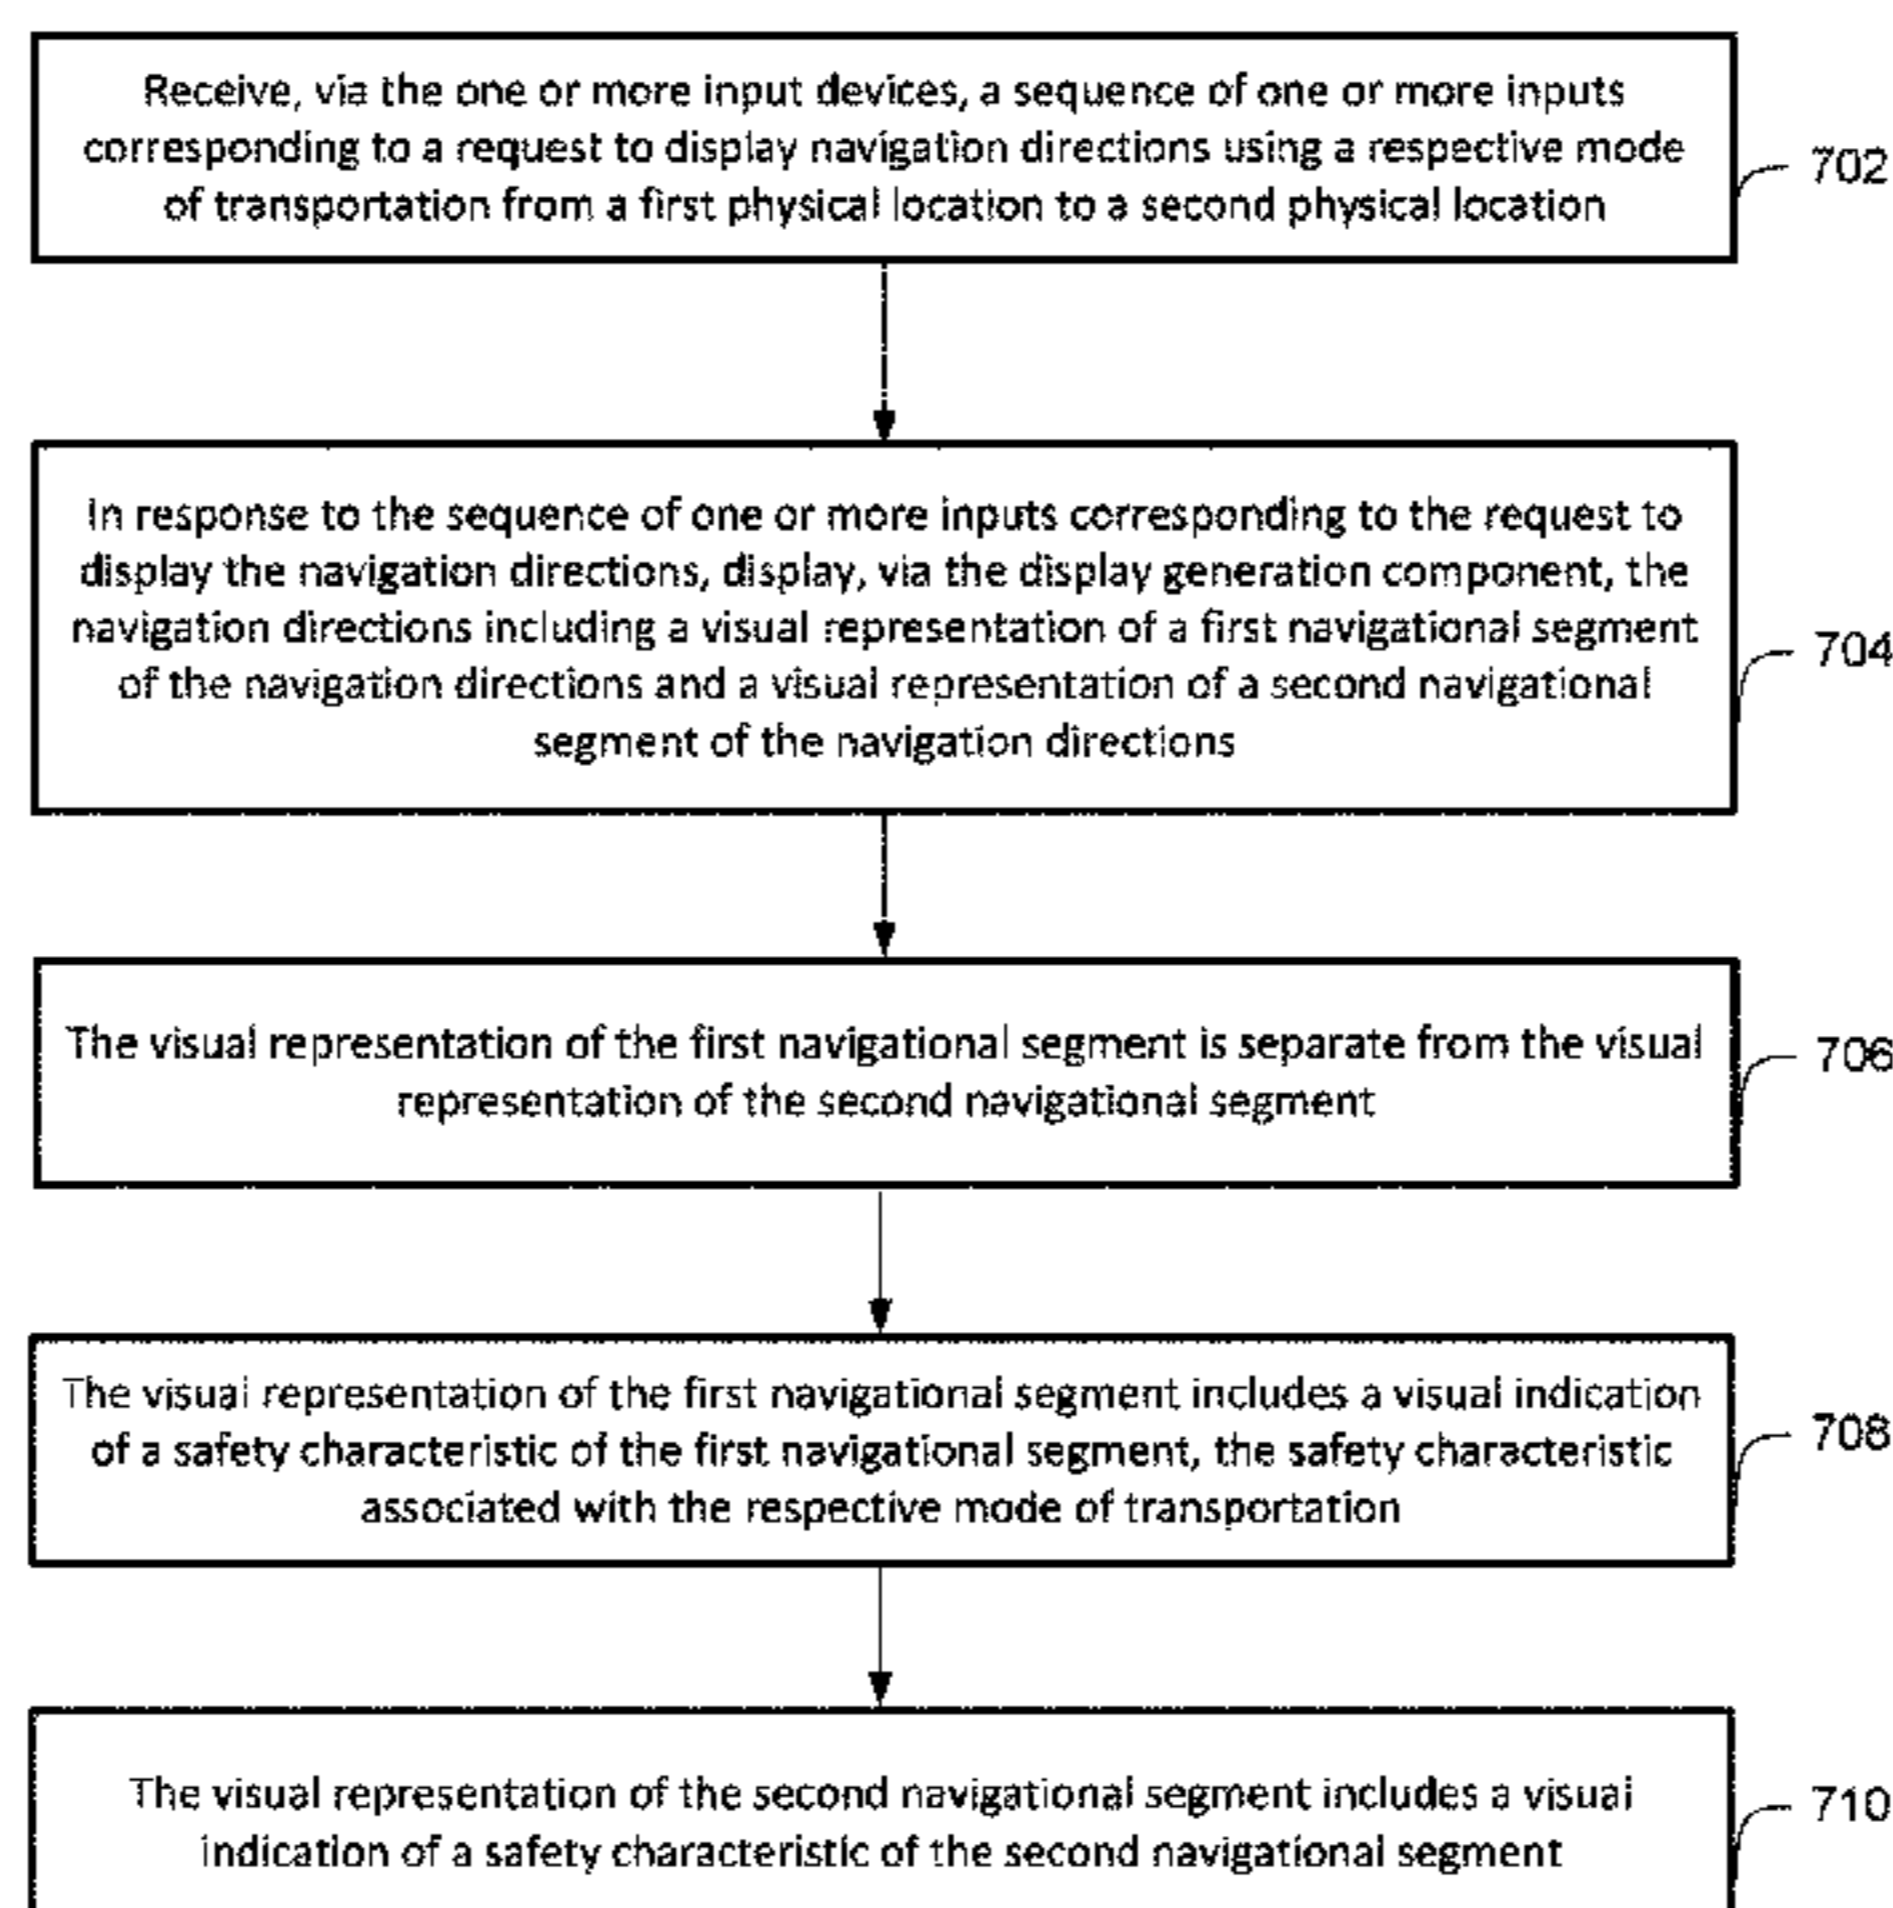 Receive, via the one or more input devices, a sequence of one or more inputs
corresponding to a request to display navigation directions using a respective mode
of transportation from a first physical location to a second physical location
702
In response to the sequence of one or more inputs corresponding to the request to
display the navigation directions, display, via the display generation component, the
navigation directions including a visual representation of a first navigational segment
of the navigation directions and a visual representation of a second navigational
segment of the navigation directions
704
The visual representation of the first navigational segment is separate from the visual
representation of the second navigational segment
706
The visual representation of the first navigational segment includes a visual indication
of a safety characteristic of the first navigational segment, the safety characteristic
associated with the respective mode of transportation
708
The visual representation of the second navigational segment includes a visual
indication of a safety characteristic of the second navigational segment
710